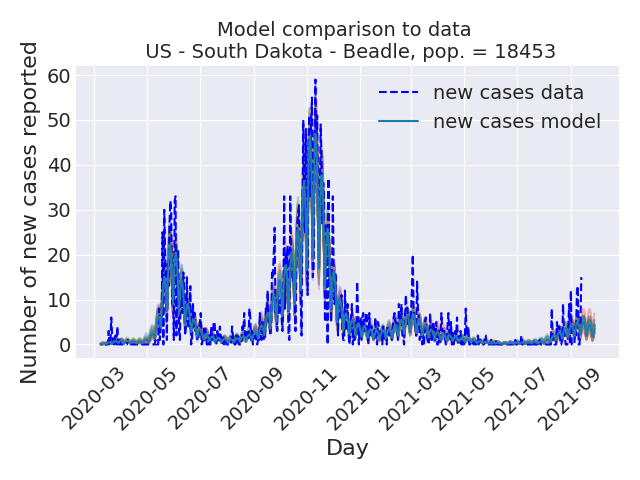 Model comparison to data
US - South Dakota - Beadle, pop. = 18453
Number of new cases reported
60
50
40
30
20
10
0
new cases data
new cases model
2020-03
2020-05
2020-07
2020-09
2020-11
2021-01
2021-03
2021-05
2021-07
2021-09
Day